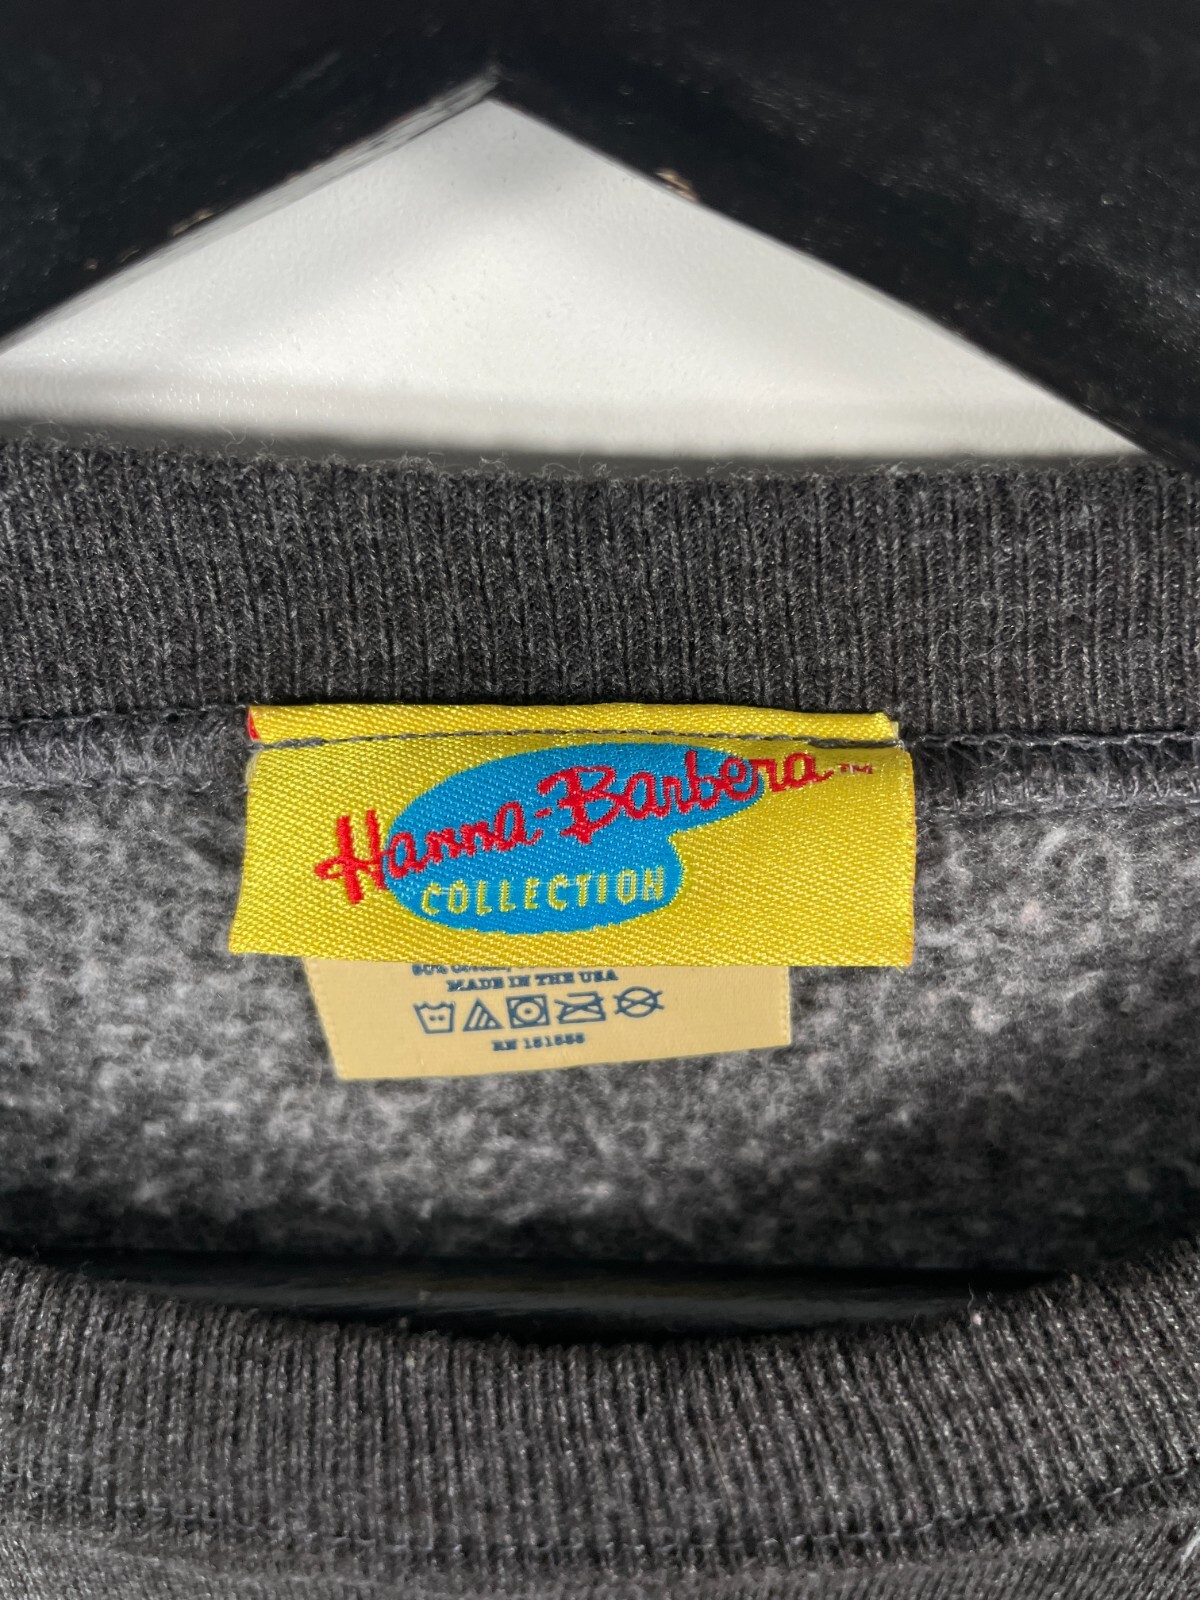 Hanna-Barbera™
COLLECTION
MADE IN THE USA